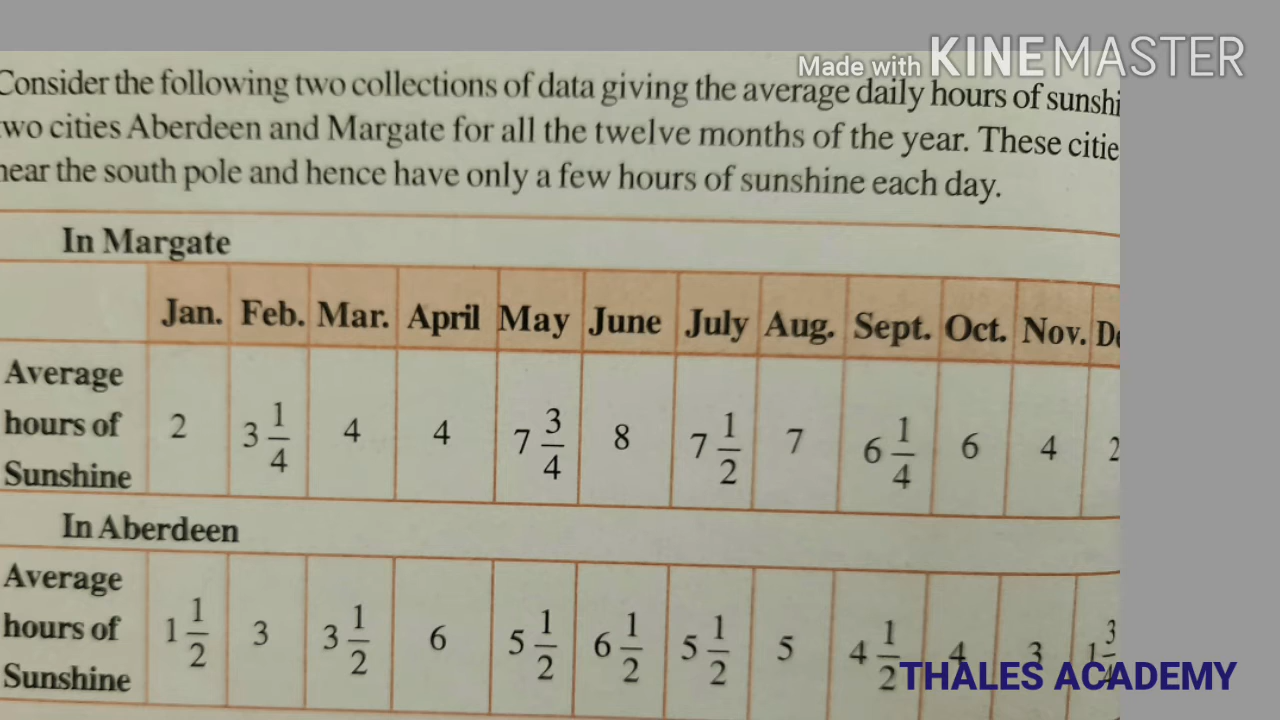 Made with KINEMASTER
Consider the following two collections of data giving the average daily hours of sunshi
two cities Aberdeen and Margate for all the twelve months of the year. These citie
near the south pole and hence have only a few hours of sunshine each day.
In Margate
Jan. Feb. Mar. April May June July Aug. Sept. Oct. Nov. De
Average hours of Sunshine 2 3 1/4 4 4 7 3/4 8 7 1/2 7 6 1/4 6 4 2
In Aberdeen
Average hours of Sunshine 1 1/2 3 3 1/2 6 5 1/2 6 1/2 5 1/2 5 4 1/2 4 3 1 3/4
THALES ACADEMY